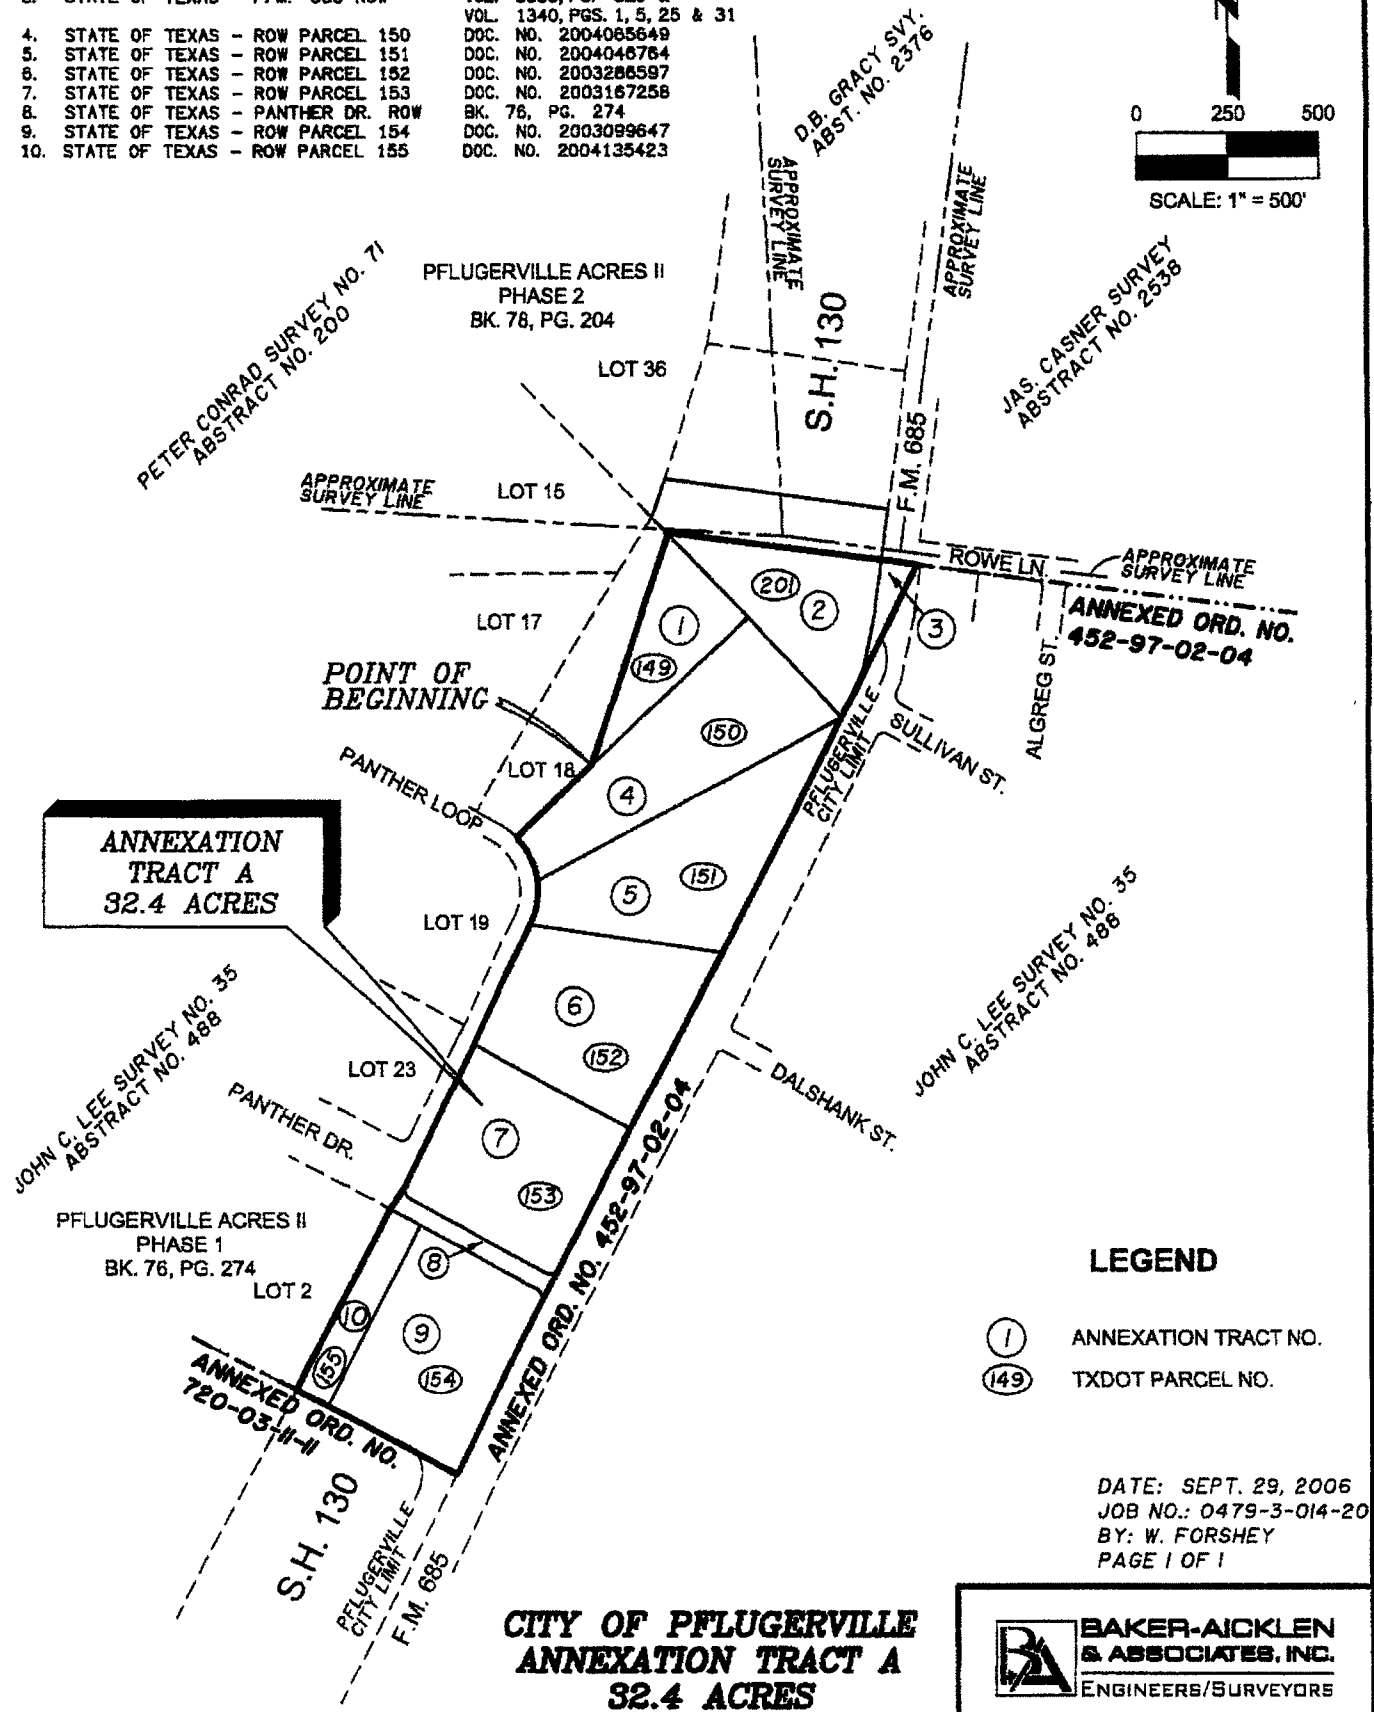 VOL. 1340, PGS. 1, 5, 25 & 31
4. STATE OF TEXAS - ROW PARCEL 150 DOC. NO. 2004065649
5. STATE OF TEXAS - ROW PARCEL 151 DOC. NO. 2004046764
6. STATE OF TEXAS - ROW PARCEL 152 DOC. NO. 2003286597
7. STATE OF TEXAS - ROW PARCEL 153 DOC. NO. 2003167258
8. STATE OF TEXAS - PANTHER DR. ROW BK. 76, PG. 274
9. STATE OF TEXAS - ROW PARCEL 154 DOC. NO. 2003099647
10. STATE OF TEXAS - ROW PARCEL 155 DOC. NO. 2004135423
0 250 500
SCALE: 1" = 500'
D.B. GRACY SVY.
ABST. NO. 2376
APPROXIMATE
SURVEY LINE
APPROXIMATE
SURVEY LINE
S.H. 130
F.M. 685
JAS. CASNER SURVEY
ABSTRACT NO. 2538
PETER CONRAD SURVEY NO. 71
ABSTRACT NO. 200
PFLUGERVILLE ACRES II
PHASE 2
BK. 78, PG. 204
LOT 36
APPROXIMATE
SURVEY LINE
LOT 15
ROWE LN.
APPROXIMATE
SURVEY LINE
ANNEXED ORD. NO.
452-97-02-04
201
2
3
1
149
LOT 17
POINT OF
BEGINNING
ALGREG ST.
SULLIVAN ST.
PFLUGERVILLE
CITY LIMIT
150
4
LOT 18
PANTHER LOOP
ANNEXATION
TRACT A
32.4 ACRES
151
5
LOT 19
JOHN C. LEE SURVEY NO. 35
ABSTRACT NO. 488
JOHN C. LEE SURVEY NO. 35
ABSTRACT NO. 488
6
152
LOT 23
PANTHER DR.
DALSHANK ST.
7
153
ANNEXED ORD. NO. 452-97-02-04
PFLUGERVILLE ACRES II
PHASE 1
BK. 76, PG. 274
LOT 2
8
10
9
155
154
ANNEXED ORD. NO.
720-03-11-11
S.H. 130
PFLUGERVILLE
CITY LIMIT
F.M. 685
LEGEND
1 ANNEXATION TRACT NO.
149 TXDOT PARCEL NO.
DATE: SEPT. 29, 2006
JOB NO.: 0479-3-014-20
BY: W. FORSHEY
PAGE 1 OF 1
CITY OF PFLUGERVILLE
ANNEXATION TRACT A
32.4 ACRES
BA
BAKER-AICKLEN
& ASSOCIATES, INC.
ENGINEERS/SURVEYORS